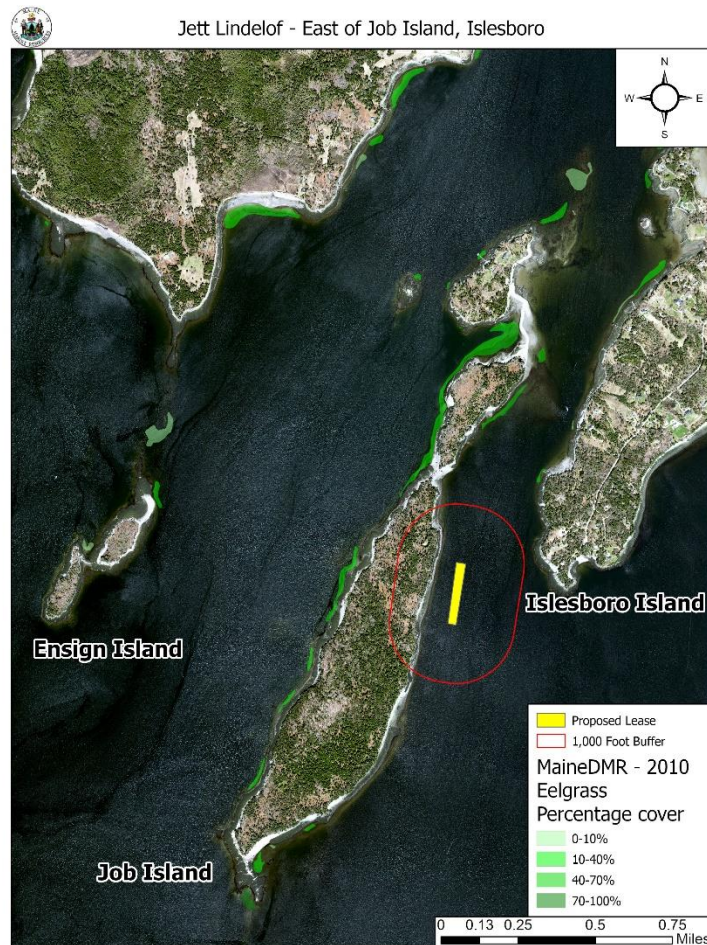 Jett Lindelof - East of Job Island, Islesboro
N
W E
S
Ensign Island
Islesboro Island
Job Island
Proposed Lease
1,000 Foot Buffer
MaineDMR - 2010
Eelgrass
Percentage cover
0-10%
10-40%
40-70%
70-100%
0 0.13 0.25 0.5 0.75
Miles